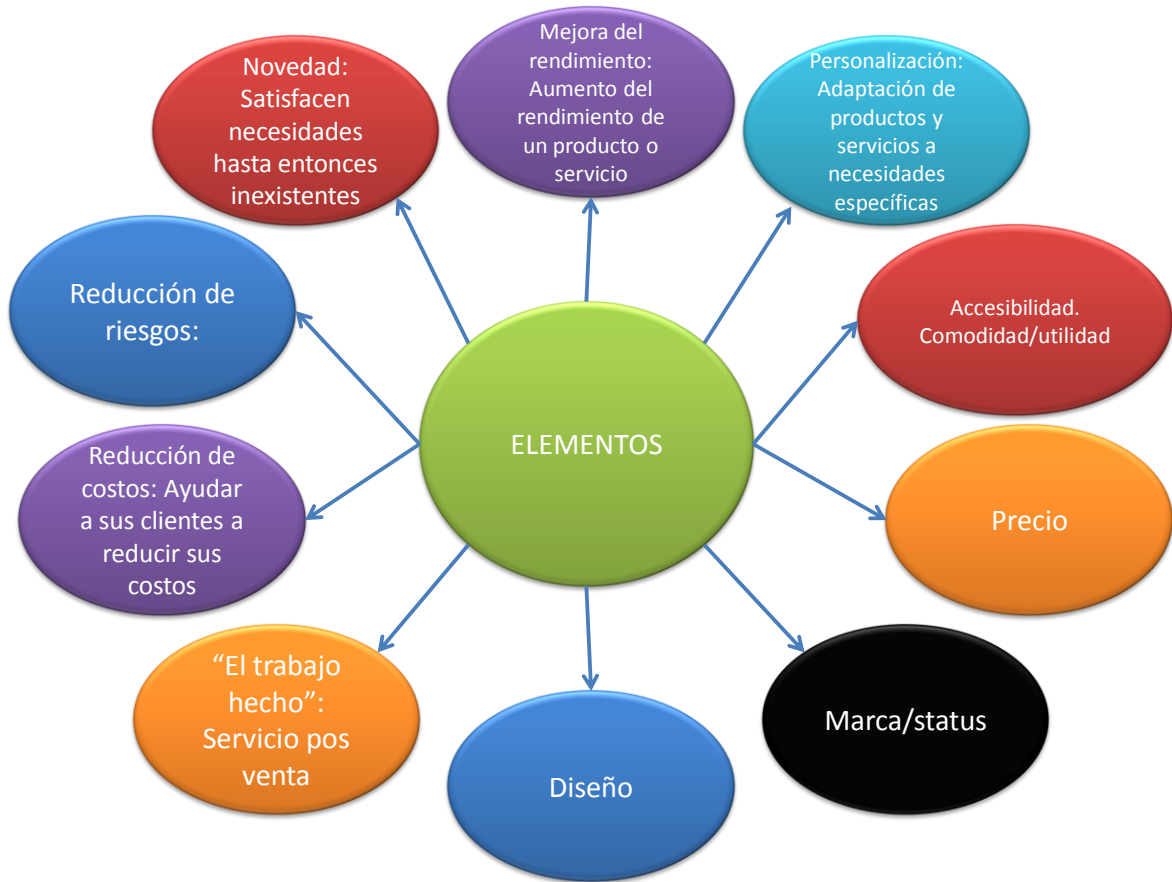 Novedad:
Satisfacen
necesidades
hasta entonces
inexistentes
Mejora del
rendimiento:
Aumento del
rendimiento de
un producto o
servicio
Personalización:
Adaptación de
productos y
servicios a
necesidades
específicas
Reducción de
riesgos:
Accesibilidad.
Comodidad/utilidad
ELEMENTOS
Reducción de
costos: Ayudar
a sus clientes a
reducir sus
costos
Precio
“El trabajo
hecho”:
Servicio pos
venta
Diseño
Marca/status